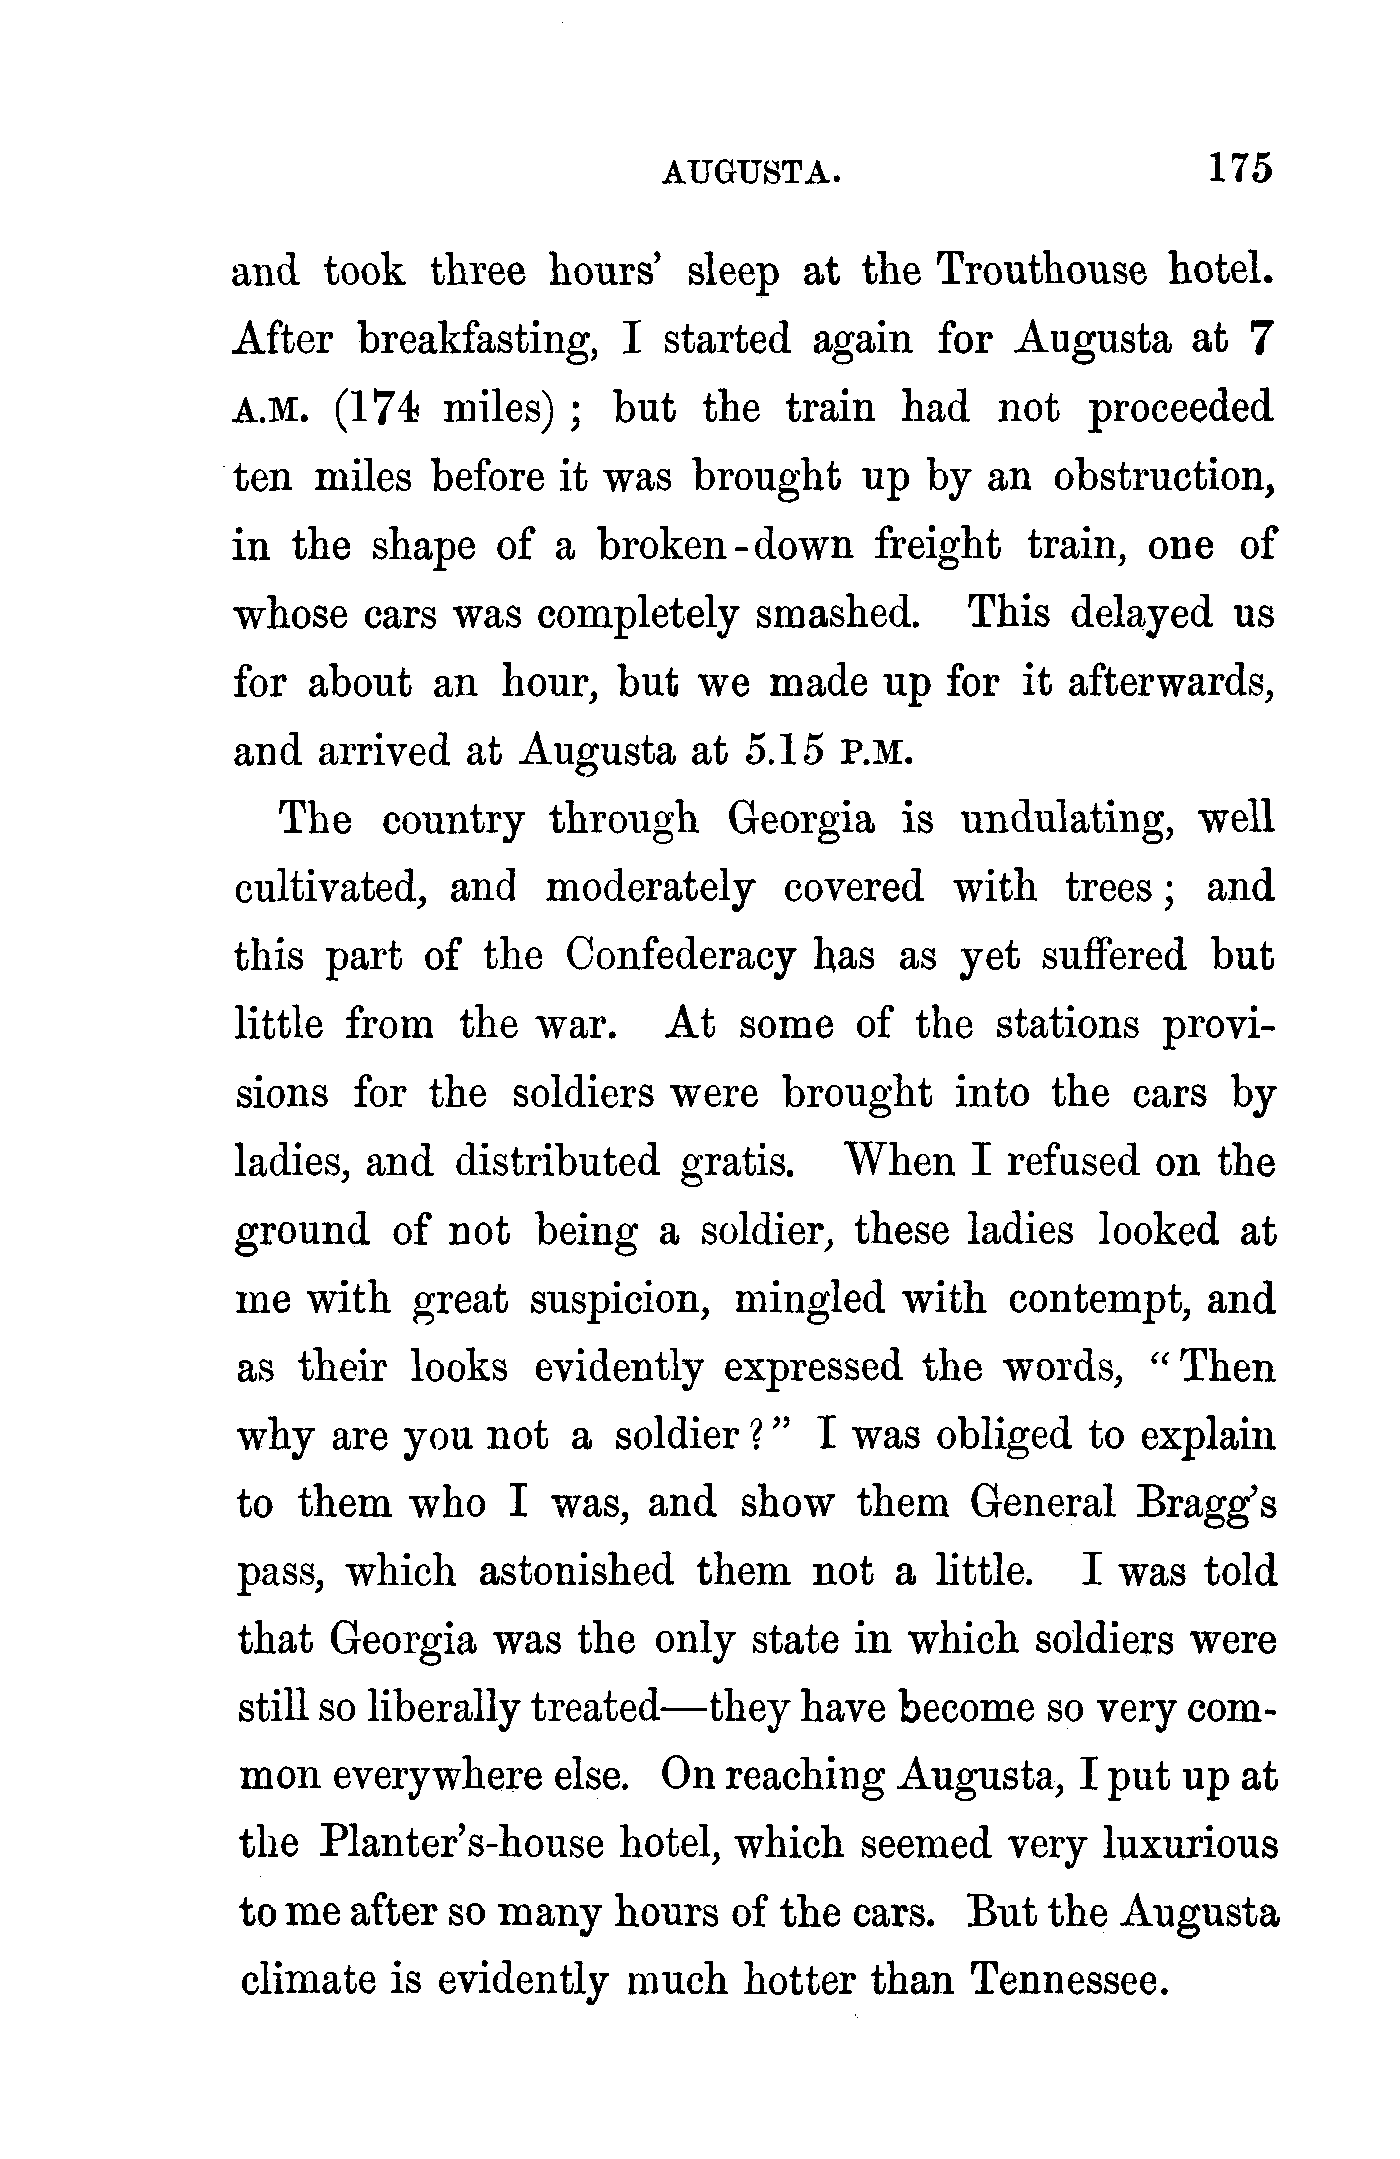 AUGUSTA. 175
and took three hours' sleep at the Trouthouse hotel.
After breakfasting, I started again for Augusta at 7
A.M. (174 miles) ; but the train had not proceeded
ten miles before it was brought up by an obstruction,
in the shape of a broken-down freight train, one of
whose cars was completely smashed. This delayed us
for about an hour, but we made up for it afterwards,
and arrived at Augusta at 5.15 P.M.
The country through Georgia is undulating, well
cultivated, and moderately covered with trees ; and
this part of the Confederacy has as yet suffered but
little from the war. At some of the stations provi-
sions for the soldiers were brought into the cars by
ladies, and distributed gratis. When I refused on the
ground of not being a soldier, these ladies looked at
me with great suspicion, mingled with contempt, and
as their looks evidently expressed the words, “Then
why are you not a soldier?” I was obliged to explain
to them who I was, and show them General Bragg's
pass, which astonished them not a little. I was told
that Georgia was the only state in which soldiers were
still so liberally treated—they have become so very com-
mon everywhere else. On reaching Augusta, I put up at
the Planter's-house hotel, which seemed very luxurious
to me after so many hours of the cars. But the Augusta
climate is evidently much hotter than Tennessee.